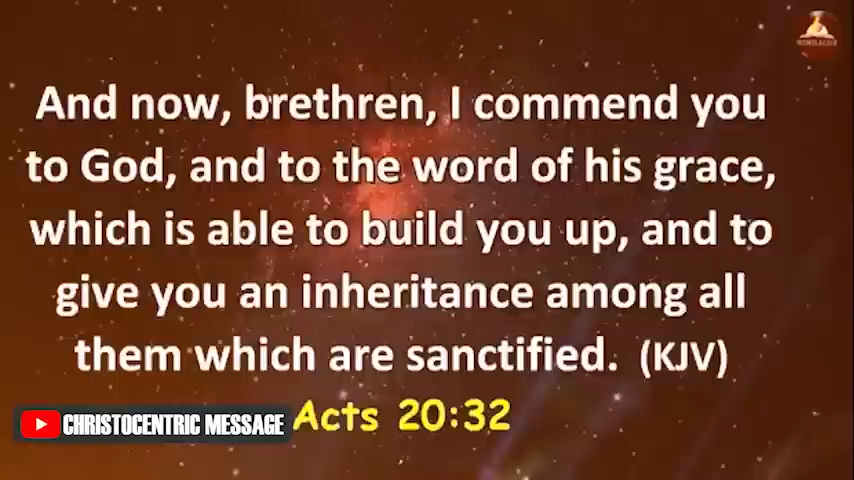 And now, brethren, I commend you
to God, and to the word of his grace,
which is able to build you up, and to
give you an inheritance among all
them which are sanctified. (KJV)
CHRISTOCENTRIC MESSAGE
Acts 20:32